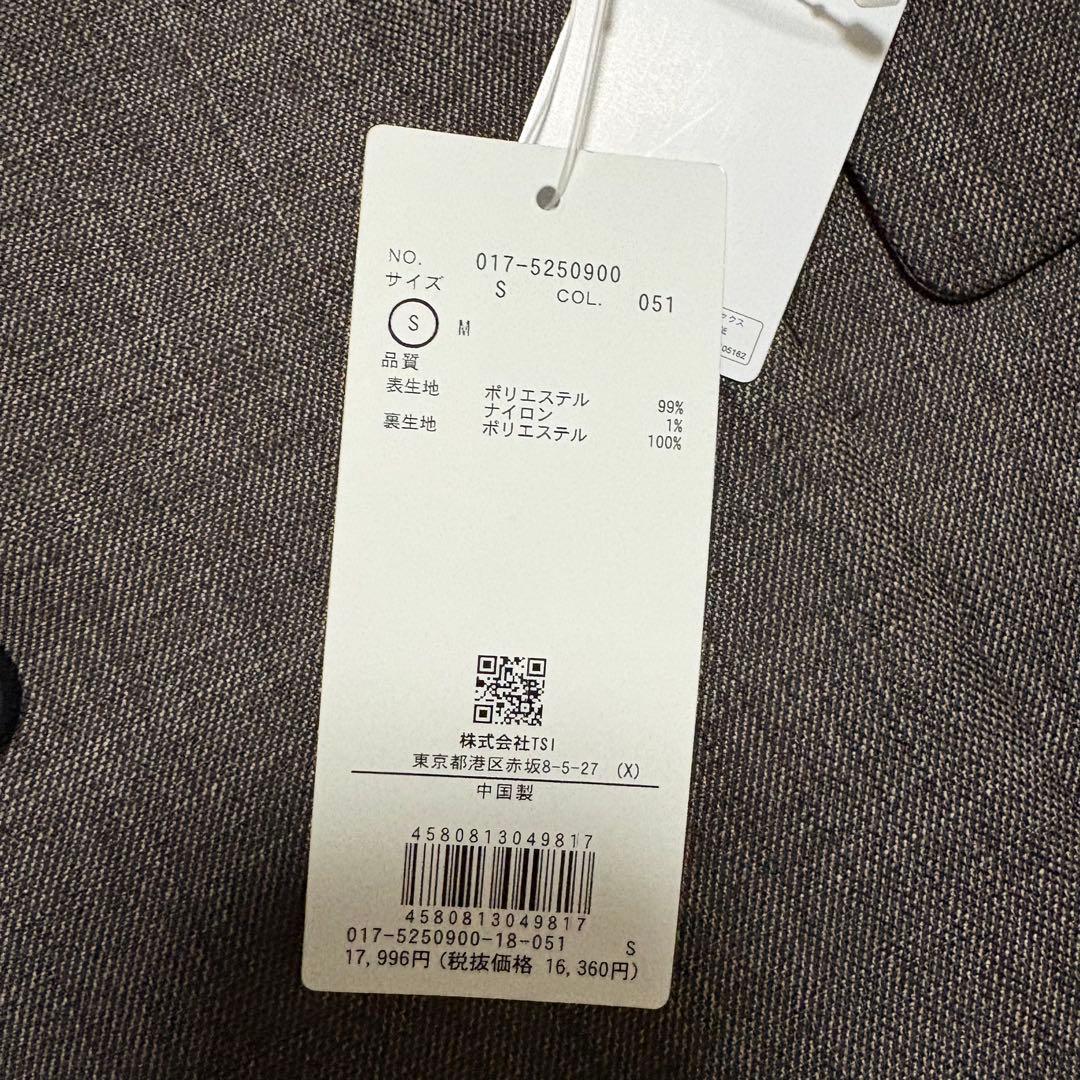 NO. 017-5250900
サイズ S COL. 051
S M
品質
表生地 ポリエステル 99%
ナイロン 1%
裏生地 ポリエステル 100%
株式会社TSI
東京都港区赤坂8-5-27 (X)
中国製
4580813049817
4580813049817
017-5250900-18-051 S
17,996円(税抜価格 16,360円)
05162